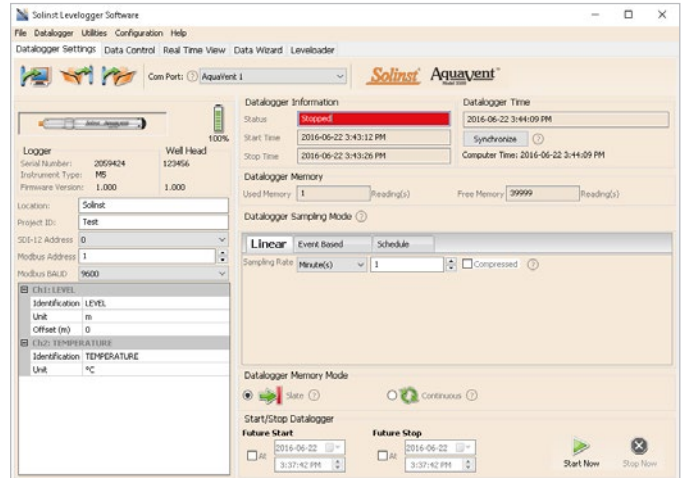 Solinst Levelogger Software
File Datalogger Utilities Configuration Help
Datalogger Settings Data Control Real Time View Data Wizard Leveloader
Com Port: ? AquaVent 1
Solinst Aquavent
100%
Logger Well Head
Serial Number: 2059424 123456
Instrument Type: M5
Firmware Version: 1.000 1.000
Location: Solinst
Project ID: Test
SDI-12 Address 0
Modbus Address 1
Modbus BAUD 9600
Ch1: LEVEL
Identification LEVEL
Unit m
Offset (m) 0
Ch2: TEMPERATURE
Identification TEMPERATURE
Unit °C
Datalogger Information
Status Stopped
Start Time 2016-06-22 3:43:12 PM
Stop Time 2016-06-22 3:43:26 PM
Datalogger Time
2016-06-22 3:44:09 PM
Synchronize ?
Computer Time: 2016-06-22 3:44:09 PM
Datalogger Memory
Used Memory 1 Reading(s) Free Memory 39999 Reading(s)
Datalogger Sampling Mode ?
Linear Event Based Schedule
Sampling Rate Minute(s) 1 Compressed ?
Datalogger Memory Mode
Slate ? Continuous ?
Start/Stop Datalogger
Future Start Future Stop
At 2016-06-22 At 2016-06-22
3:37:42 PM 3:37:42 PM
Start Now Stop Now